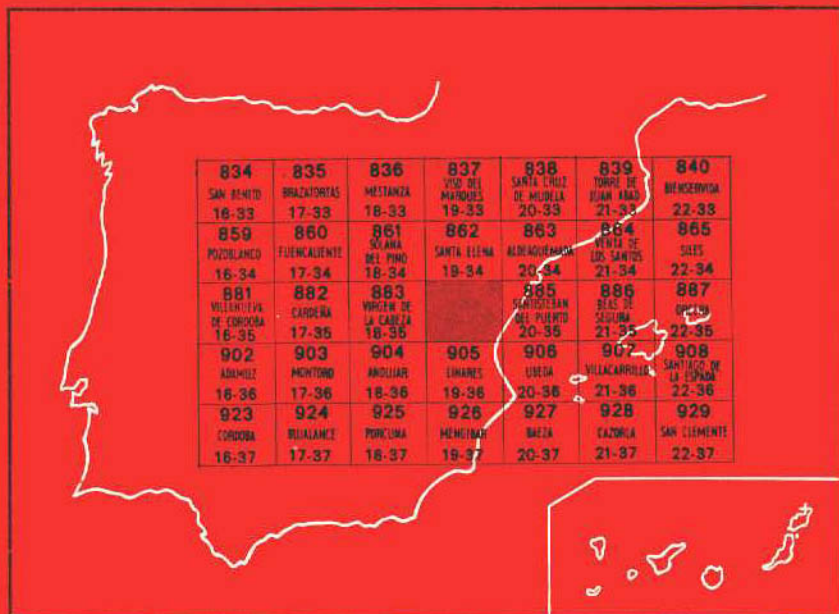 834 835 836 837 838 839 840
SAN BENITO BRAZATORTAS MESTANZA VISO DEL MARQUES SANTA CRUZ DE MUDELA TORRE DE JUAN ABAD BIENSERVIDA
16-33 17-33 18-33 19-33 20-33 21-33 22-33
859 860 861 862 863 864 865
POZOBLANCO FUENCALIENTE SOLANA DEL PINO SANTA ELENA ALDEAQUEMADA VENTA DE LOS SANTOS SILES
16-34 17-34 18-34 19-34 20-34 21-34 22-34
881 882 883 885 886 887
VILLANUEVA DE CORDOBA CARDEÑA VIRGEN DE LA CABEZA SANTISTEBAN DEL PUERTO BEAS DE SEGURA ORCERA
16-35 17-35 18-35 20-35 21-35 22-35
902 903 904 905 906 907 908
ADAMUZ MONTORO ANDUJAR LINARES UBEDA VILLACARRILLO SANTIAGO DE LA ESPADA
16-36 17-36 18-36 19-36 20-36 21-36 22-36
923 924 925 926 927 928 929
CORDOBA BUJALANCE PORCUNA MENGIBAR BAEZA CAZORLA SAN CLEMENTE
16-37 17-37 18-37 19-37 20-37 21-37 22-37